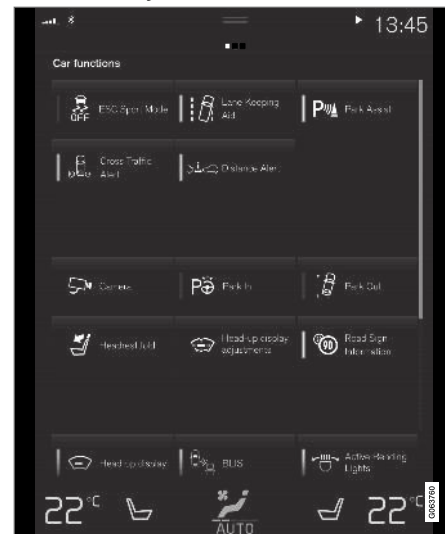 13:45
Car functions
OFF
ESC Sport Mode
Lane Keeping
Aid
P
Park Assist
Cross Traffic
Alert
Distance Alert
Camera
P
Park In
Park Out
Headrest fold
Head-up display
adjustments
90
Road Sign
Information
Head-up display
BLIS
Active Bending
Lights
22°C
AUTO
22°C
G063760